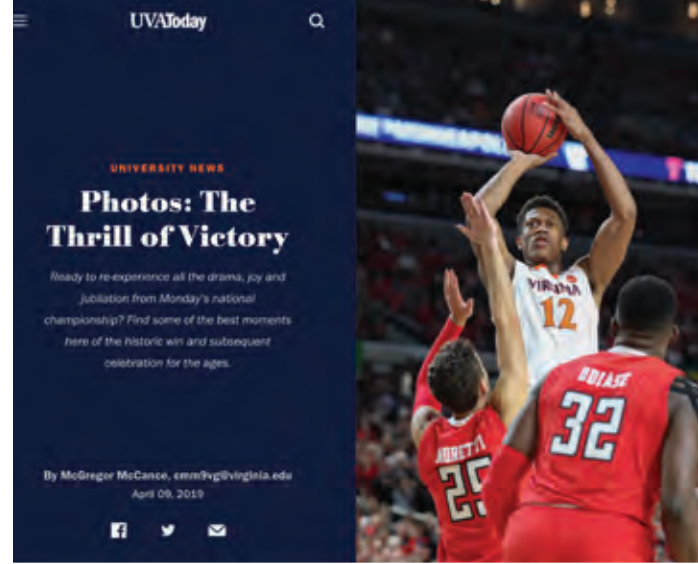 UVAToday
UNIVERSITY NEWS
Photos: The
Thrill of Victory
Ready to re-experience all the drama, joy and
jubilation from Monday's national
championship? Find some of the best moments
here of the historic win and subsequent
celebration for the ages.
By McGregor McCance, cmm9vg@virginia.edu
April 09, 2019
VIRGINIA
12
ODIASE
32
MORETTI
25